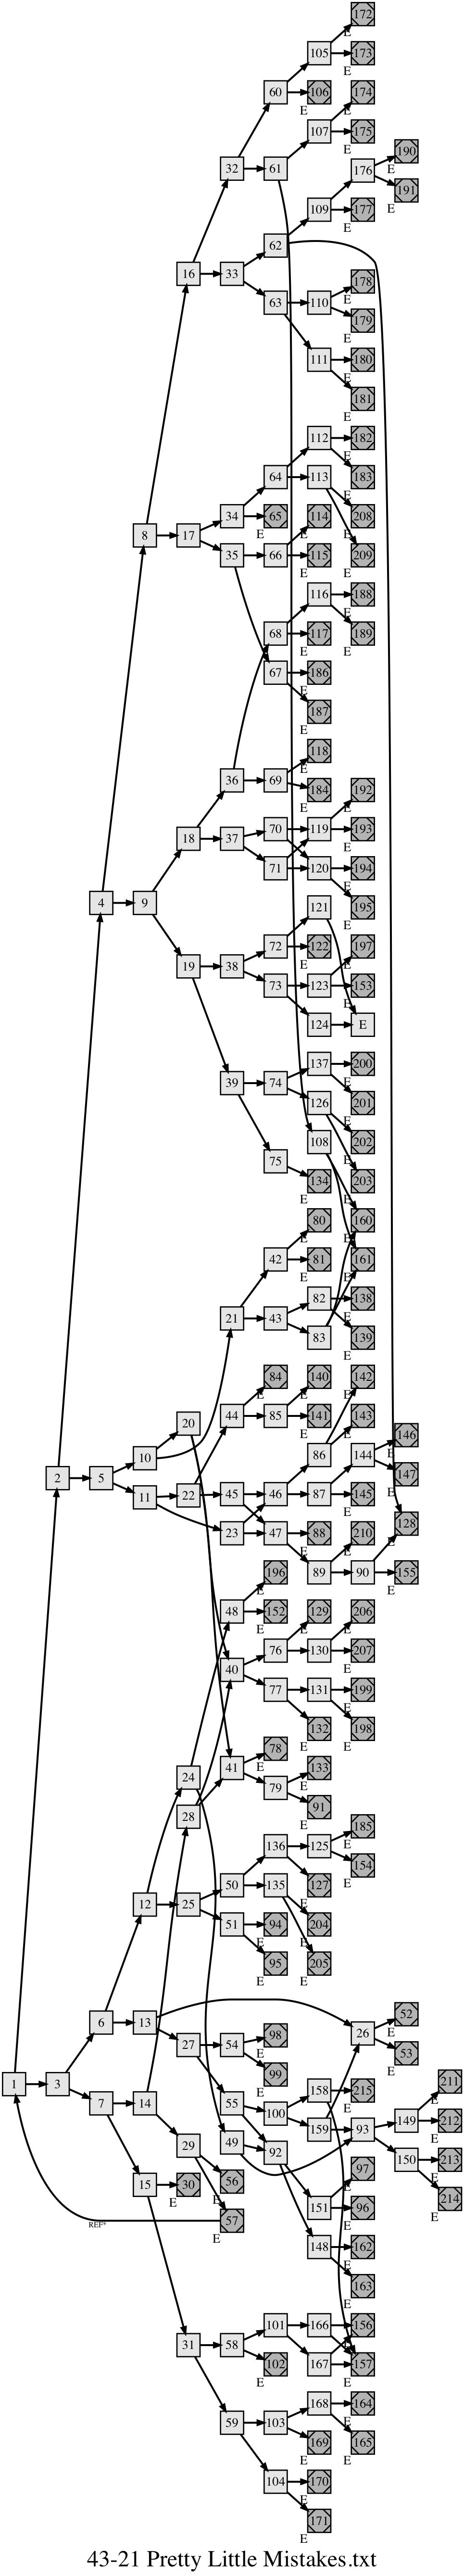 172
E
105 173
E
60 106 174
E E
107 175
E
190
32 61 176 E
191
109 177 E
E
62
16 33
178
E
63 110
179
E
111 180
E
181
E
112 182
E
64 113 183
E
34 65 114 208
E E E
8 17 35 66 115 209
E E
116 188
E
68 117 189
E E
67 186
E
187
E
118
E
36 69 184
E
192
E
18 37 70 119 193
E
71 120 194
E
4 9 121 195
E
72 122 197
E E
19 38
73 123 153
E
124 E
137 200
E
39 74
126 201
E
108 202
E
75
134 203
E E
80 160
E E
42 81 161
E E
82 138
E
21 43
83 139
E
84 140 142
E E E
44 85 141 143
E E
20
146
10 86 144 E
2 5 147
E
22 45 46 87 145
11 E
128
23 47 88 210 E
E E
196 89 90 155
E E
48 152 129 206
E E E
76 130 207
40 E
77 131 199
E
132 198
E E
78
E
41 133
24 79 E
91
E
28
185
E
136 125
154
50 135 127 E
E
12 25
51 94 204
E E
95 205
E E
52
E
6 13 26
98
27 54 E 53
E
99
1 3 E 211
158 215 E
7 14 55 100 E
149 212
159 93 E
29 49 92 213
150 E
97
E
15 30 56 214
E E E
151 96
E
REF* 57
E
148 162
E
163
E
101 166 156
E
31 58
102 167 157
E E
168 164
E
59 103 169 165
E E
104 170
E
171
E
43-21 Pretty Little Mistakes.txt